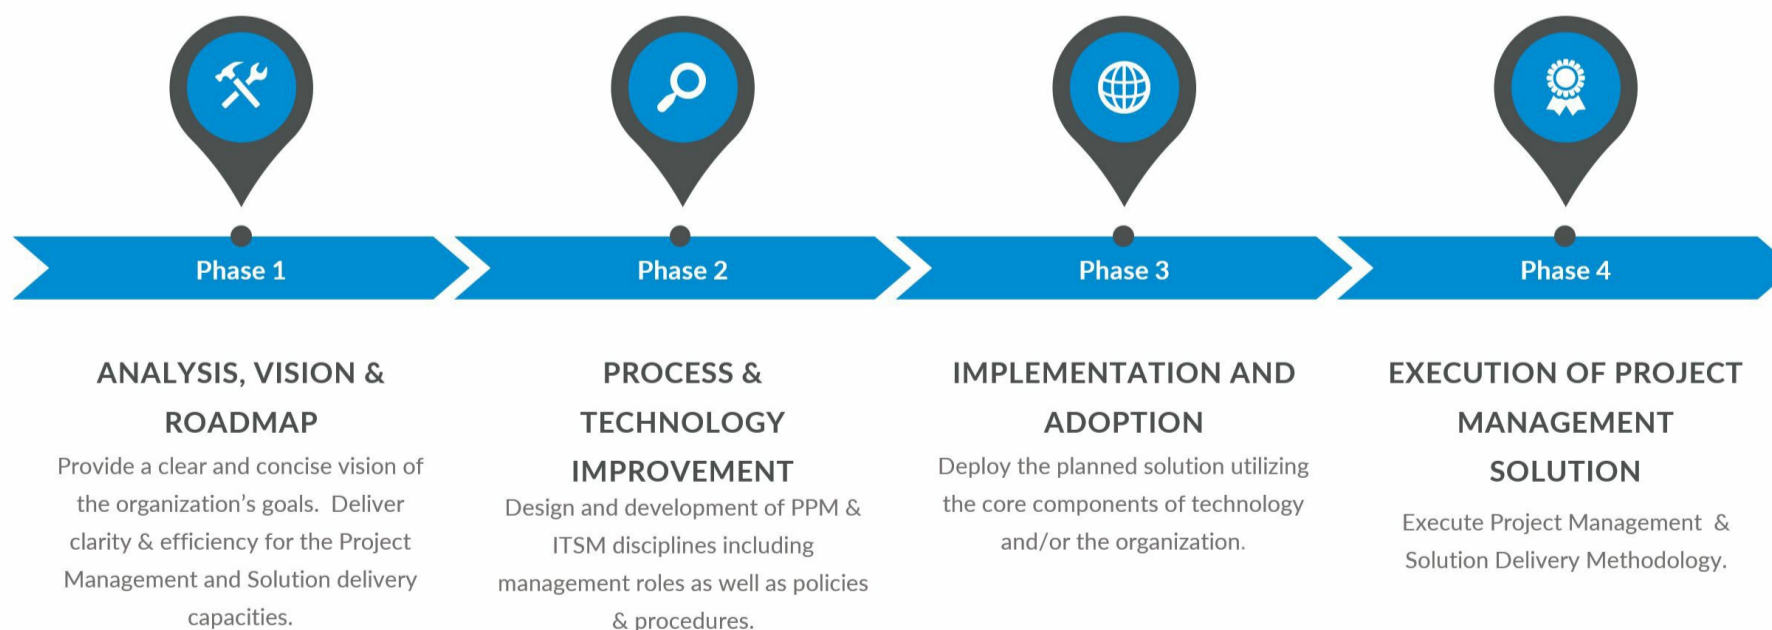 Phase 1
Phase 2
Phase 3
Phase 4
ANALYSIS, VISION &
ROADMAP
Provide a clear and concise vision of
the organization’s goals.  Deliver
clarity & efficiency for the Project
Management and Solution delivery
capacities.
PROCESS &
TECHNOLOGY
IMPROVEMENT
Design and development of PPM &
ITSM disciplines including
management roles as well as policies
& procedures.
IMPLEMENTATION AND
ADOPTION
Deploy the planned solution utilizing
the core components of technology
and/or the organization.
EXECUTION OF PROJECT
MANAGEMENT
SOLUTION
Execute Project Management  &
Solution Delivery Methodology.